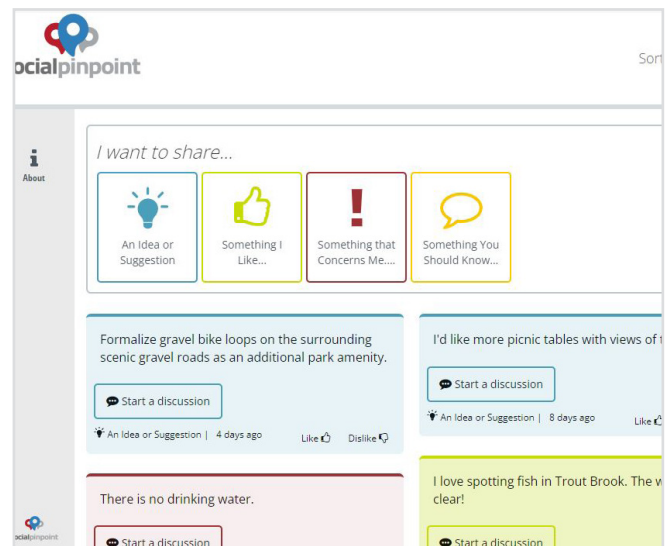 ocialpinpoint
Sort
About
I want to share...
An Idea or
Suggestion
Something I
Like...
Something that
Concerns Me....
Something You
Should Know...
Formalize gravel bike loops on the surrounding
scenic gravel roads as an additional park amenity.
Start a discussion
An Idea or Suggestion | 4 days ago
Like
Dislike
I'd like more picnic tables with views of t
Start a discussion
An Idea or Suggestion | 8 days ago
Like
There is no drinking water.
Start a discussion
I love spotting fish in Trout Brook. The w
clear!
Start a discussion
ocialpinpoint